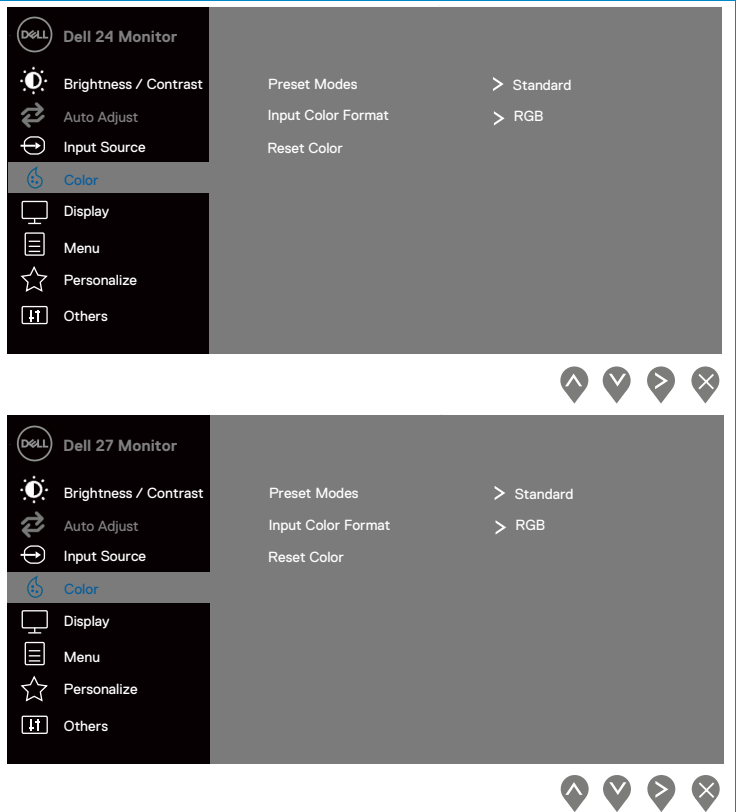 DELL Dell 24 Monitor
Brightness / Contrast Preset Modes > Standard
Auto Adjust Input Color Format > RGB
Input Source Reset Color
Color
Display
Menu
Personalize
Others
DELL Dell 27 Monitor
Brightness / Contrast Preset Modes > Standard
Auto Adjust Input Color Format > RGB
Input Source Reset Color
Color
Display
Menu
Personalize
Others